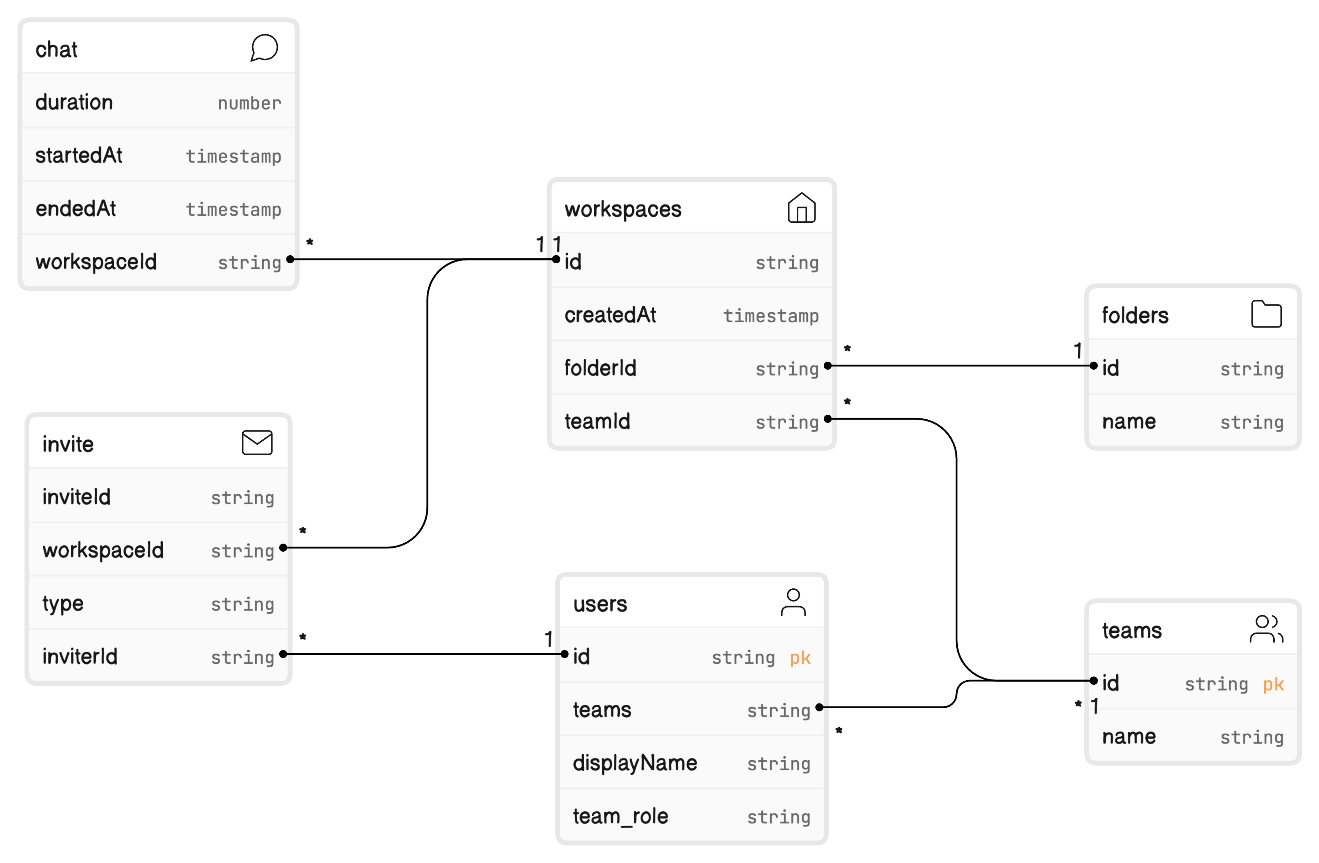 chat
duration number
startedAt timestamp
endedAt timestamp
workspaceId string
*
1 1
workspaces
id string
createdAt timestamp
folderId string
*
teamId string
*
1
folders
id string
name string
invite
inviteId string
workspaceId string
*
type string
inviterId string
*
1
users
id string pk
teams string
*
displayName string
team_role string
teams
id string pk
* 1
name string